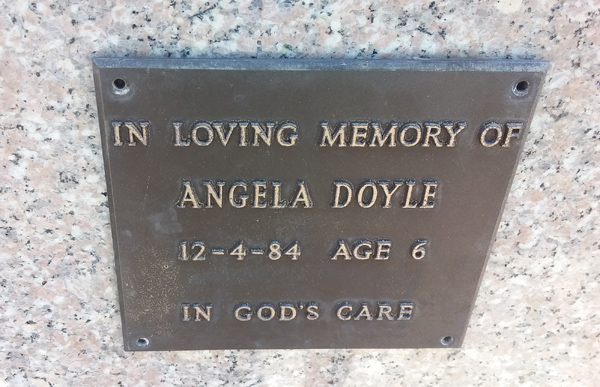 IN LOVING MEMORY OF
ANGELA DOYLE
12-4-84 AGE 6
IN GOD'S CARE